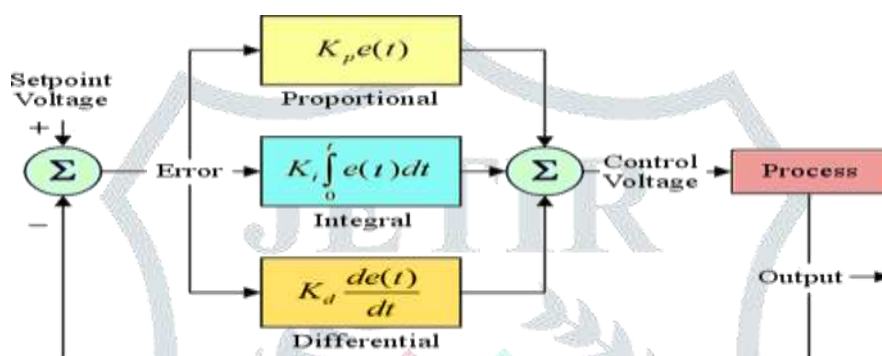 Setpoint
Voltage
+
Σ
−
Error
K_p e(t)
Proportional
K_i ∫_0^t e(t)dt
Integral
K_d de(t)/dt
Differential
Σ
Control
Voltage
Process
Output
JETIR